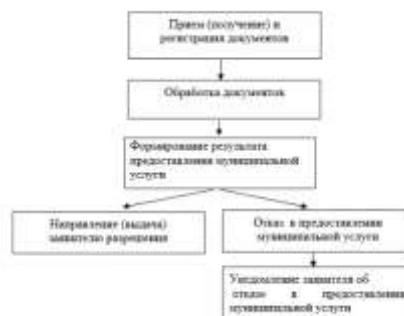 Прием (получение) и
регистрация документов
Обработка документов
Формирование результата
предоставления муниципальной
услуги
Направление (выдача)
заявителю разрешения
Отказ в предоставлении
муниципальной услуги
Уведомление заявителя об
отказе в предоставлении
муниципальной услуги